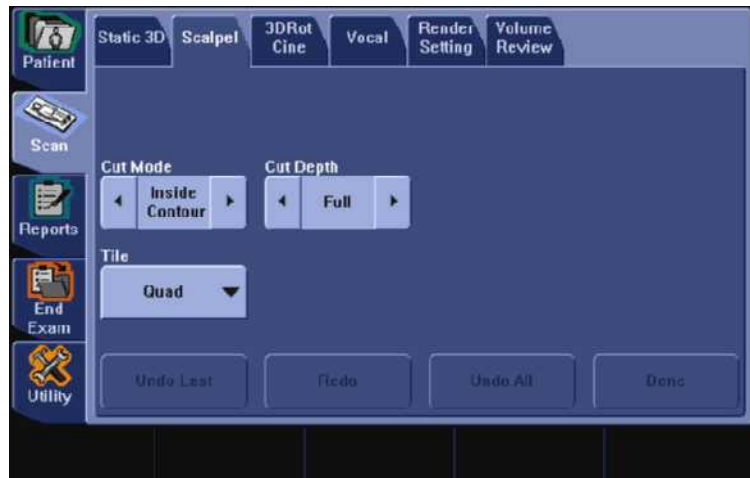 Patient
Static 3D
Scalpel
3DRot
Cine
Vocal
Render
Setting
Volume
Review
Scan
Cut Mode
Cut Depth
Inside
Contour
Full
Reports
Tile
Quad
End
Exam
Utility
Undo Last
Redo
Undo All
Done